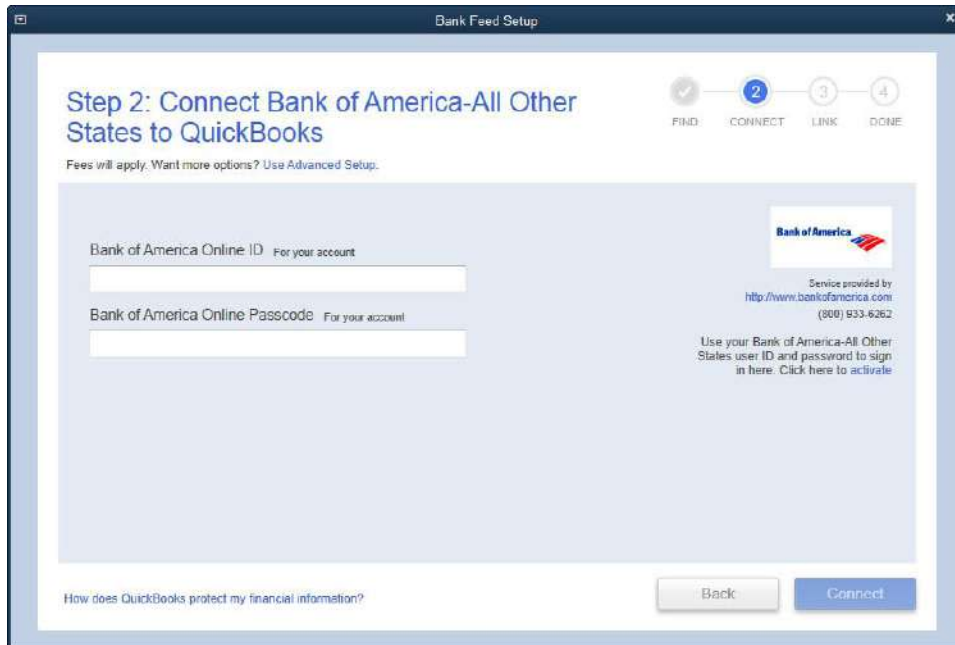 Bank Feed Setup
x
Step 2: Connect Bank of America-All Other
States to QuickBooks
Fees will apply. Want more options? Use Advanced Setup.
2
3
4
FIND
CONNECT
LINK
DONE
Bank of America Online ID For your account
Bank of America Online Passcode For your account
Bank of America
Service provided by
http://www.bankofamerica.com
(800) 933-6262
Use your Bank of America-All Other
States user ID and password to sign
in here. Click here to activate
How does QuickBooks protect my financial information?
Back
Connect